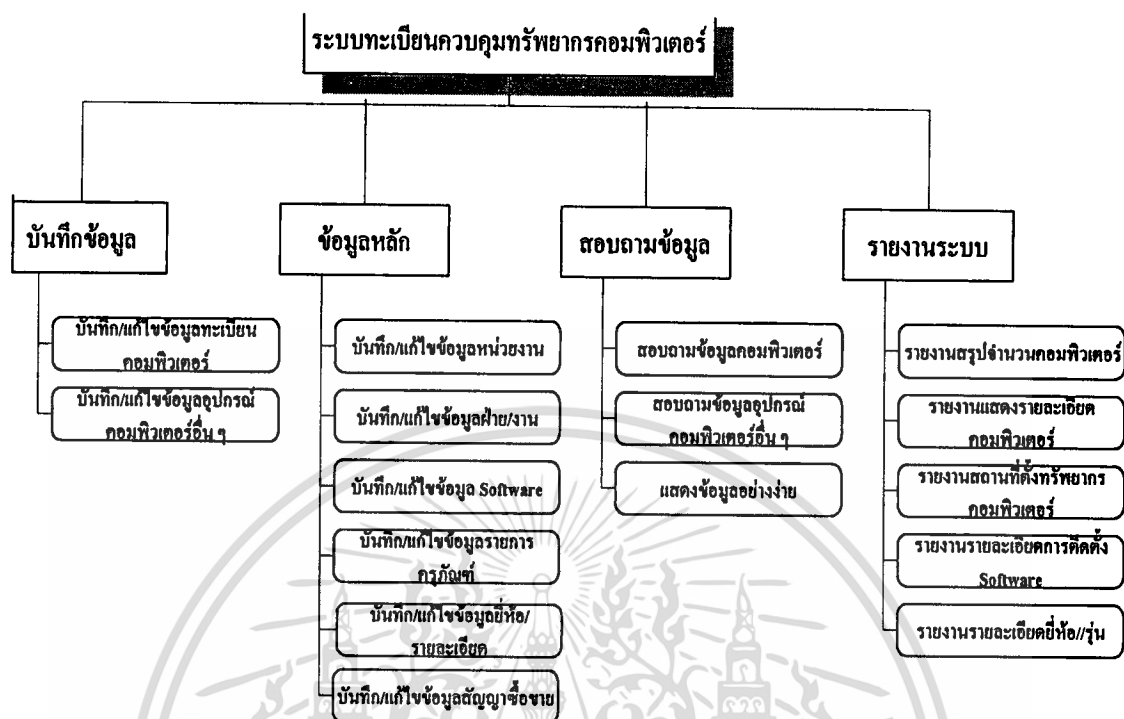 ระบบทะเบียนควบคุมทรัพยากรคอมพิวเตอร์
บันทึกข้อมูล
บันทึก/แก้ไขข้อมูลทะเบียน
คอมพิวเตอร์
บันทึก/แก้ไขข้อมูลอุปกรณ์
คอมพิวเตอร์อื่น ๆ
ข้อมูลหลัก
บันทึก/แก้ไขข้อมูลหน่วยงาน
บันทึก/แก้ไขข้อมูลฝ่าย/งาน
บันทึก/แก้ไขข้อมูล Software
บันทึก/แก้ไขข้อมูลรายการ
ครุภัณฑ์
บันทึก/แก้ไขข้อมูลยี่ห้อ/
รายละเอียด
บันทึก/แก้ไขข้อมูลสัญญาซื้อขาย
สอบถามข้อมูล
สอบถามข้อมูลคอมพิวเตอร์
สอบถามข้อมูลอุปกรณ์
คอมพิวเตอร์อื่น ๆ
แสดงข้อมูลอย่างง่าย
รายงานระบบ
รายงานสรุปจำนวนคอมพิวเตอร์
รายงานแสดงรายละเอียด
คอมพิวเตอร์
รายงานสถานที่ตั้งทรัพยากร
คอมพิวเตอร์
รายงานรายละเอียดการติดตั้ง
Software
รายงานรายละเอียดยี่ห้อ//รุ่น